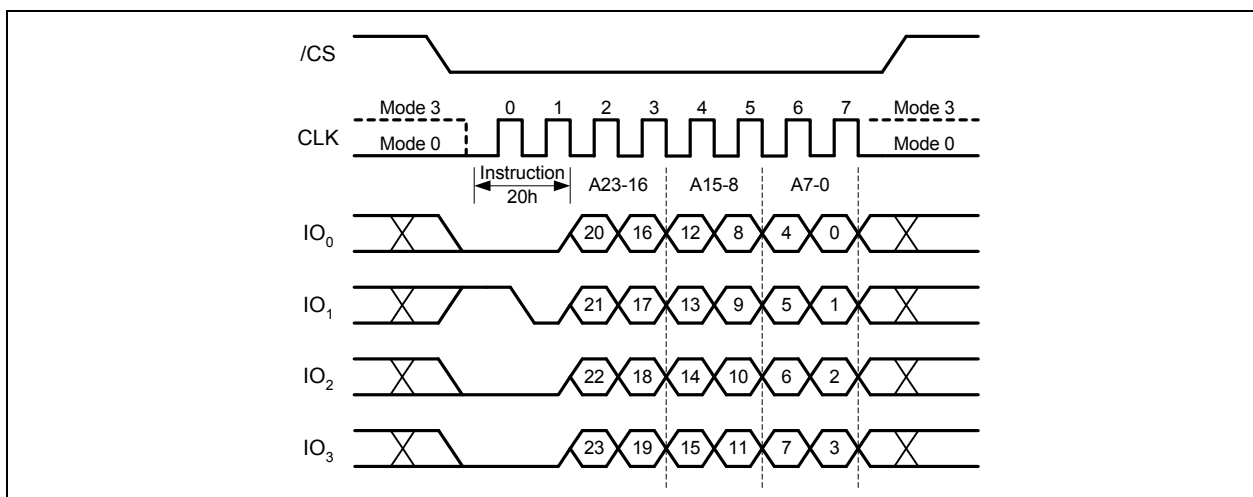 /CS
Mode 3 0 1 2 3 4 5 6 7 Mode 3
CLK
Mode 0 Mode 0
Instruction
20h
A23-16 A15-8 A7-0
IO0 20 16 12 8 4 0
IO1 21 17 13 9 5 1
IO2 22 18 14 10 6 2
IO3 23 19 15 11 7 3